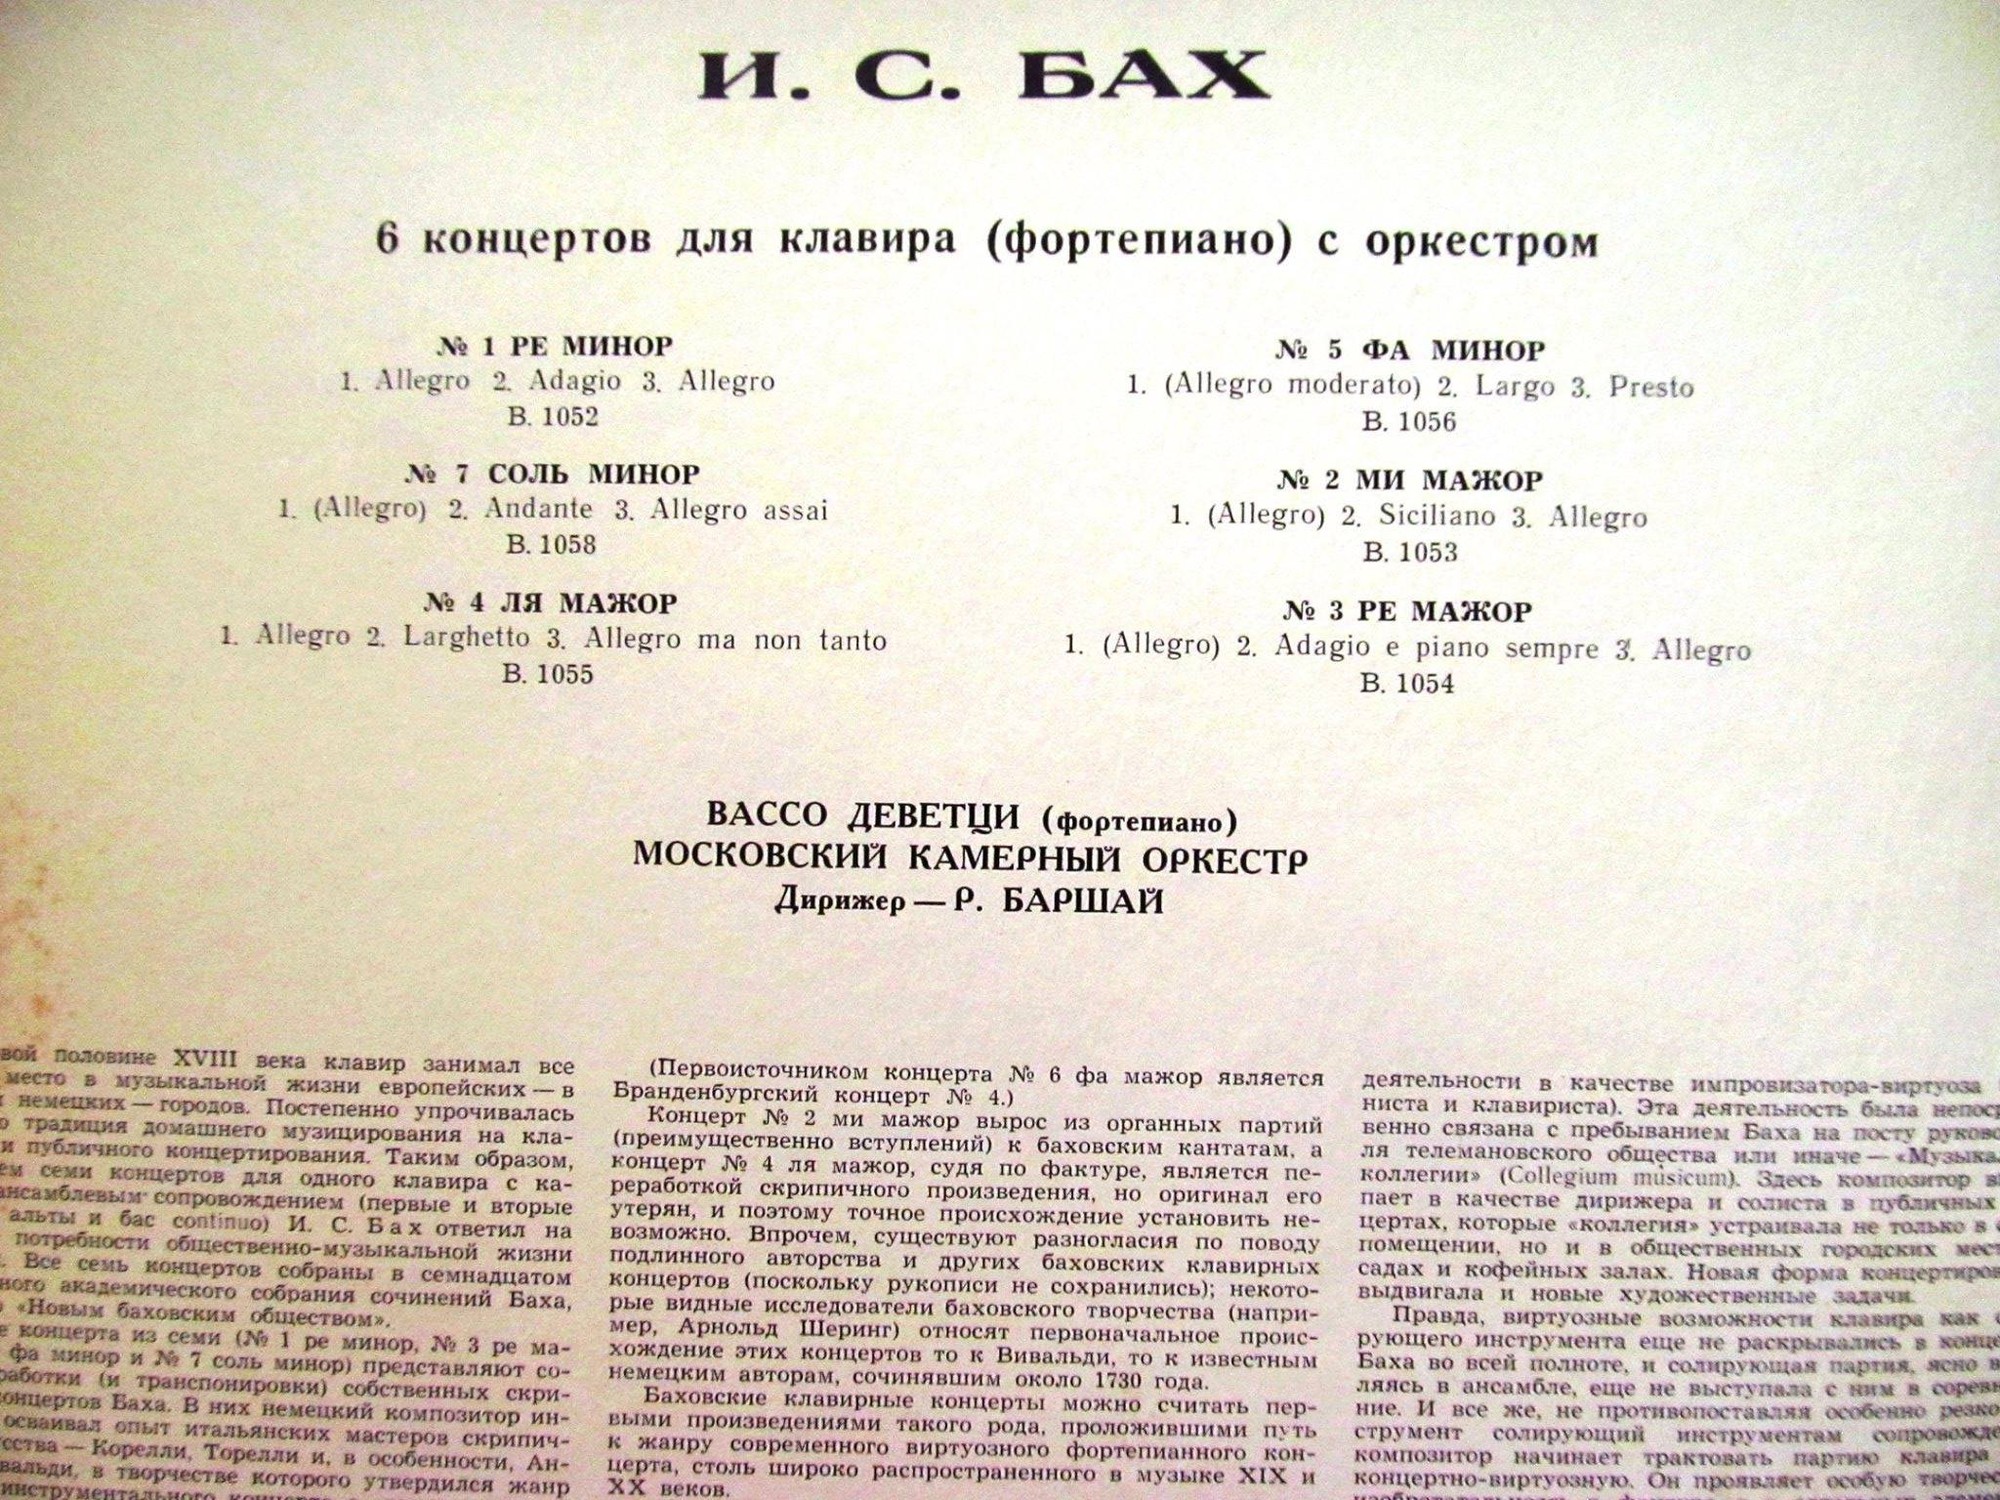 И. С. БАХ
6 концертов для клавира (фортепиано) с оркестром
№ 1 РЕ МИНОР
1. Allegro 2. Adagio 3. Allegro
В. 1052
№ 7 СОЛЬ МИНОР
1. (Allegro) 2. Andante 3. Allegro assai
В. 1058
№ 4 ЛЯ МАЖОР
1. Allegro 2. Larghetto 3. Allegro ma non tanto
В. 1055
№ 5 ФА МИНОР
1. (Allegro moderato) 2. Largo 3. Presto
В. 1056
№ 2 МИ МАЖОР
1. (Allegro) 2. Siciliano 3. Allegro
В. 1053
№ 3 РЕ МАЖОР
1. (Allegro) 2. Adagio e piano sempre 3. Allegro
В. 1054
ВАССО ДЕВЕТЦИ (фортепиано)
МОСКОВСКИЙ КАМЕРНЫЙ ОРКЕСТР
Дирижер — Р. БАРШАЙ
вой половине XVIII века клавир занимал все
место в музыкальной жизни европейских — в
немецких — городов. Постепенно упрочивалась
традиция домашнего музицирования на кла-
и публичного концертирования. Таким образом,
ем семи концертов для одного клавира с ка-
ансамблевым сопровождением (первые и вторые
альты и бас continuo) И. С. Бах ответил на
потребности общественно-музыкальной жизни
Все семь концертов собраны в семнадцатом
ного академического собрания сочинений Баха,
«Новым баховским обществом».
е концерта из семи (№ 1 ре минор, № 3 ре ма-
фа минор и № 7 соль минор) представляют со-
работки (и транспонировки) собственных скри-
онцертов Баха. В них немецкий композитор ин-
осваивал опыт итальянских мастеров скрипич-
сства — Корелли, Торелли и, в особенности, Ан-
вальди, в творчестве которого утвердился жанр
инструментального
(Первоисточником концерта № 6 фа мажор является
Бранденбургский концерт № 4.)
Концерт № 2 ми мажор вырос из органных партий
(преимущественно вступлений) к баховским кантатам, а
концерт № 4 ля мажор, судя по фактуре, является пе-
реработкой скрипичного произведения, но оригинал его
утерян, и поэтому точное происхождение установить не-
возможно. Впрочем, существуют разногласия по поводу
подлинного авторства и других баховских клавирных
концертов (поскольку рукописи не сохранились); некото-
рые видные исследователи баховского творчества (напри-
мер, Арнольд Шеринг) относят первоначальное проис-
хождение этих концертов то к Вивальди, то к известным
немецким авторам, сочинявшим около 1730 года.
Баховские клавирные концерты можно считать пер-
выми произведениями такого рода, проложившими путь
к жанру современного виртуозного фортепианного кон-
церта, столь широко распространенного в музыке XIX и
XX веков.
деятельности в качестве импровизатора-виртуоза
ниста и клавириста). Эта деятельность была непоср
венно связана с пребыванием Баха на посту руково
ля телемановского общества или иначе — «Музыка
коллегии» (Collegium musicum). Здесь композитор в
пает в качестве дирижера и солиста в публичных
цертах, которые «коллегия» устраивала не только в
помещении, но и в общественных городских мест
садах и кофейных залах. Новая форма концертиров
выдвигала и новые художественные задачи.
Правда, виртуозные возможности клавира как
рующего инструмента еще не раскрывались в конце
Баха во всей полноте, и солирующая партия, ясно в
ляясь в ансамбле, еще не выступала с ним в соревн
ние. И все же, не противопоставляя особенно резко
струмент солирующий инструментам сопровожде
композитор начинает трактовать партию клавира
концертно-виртуозную. Он проявляет особую творчес